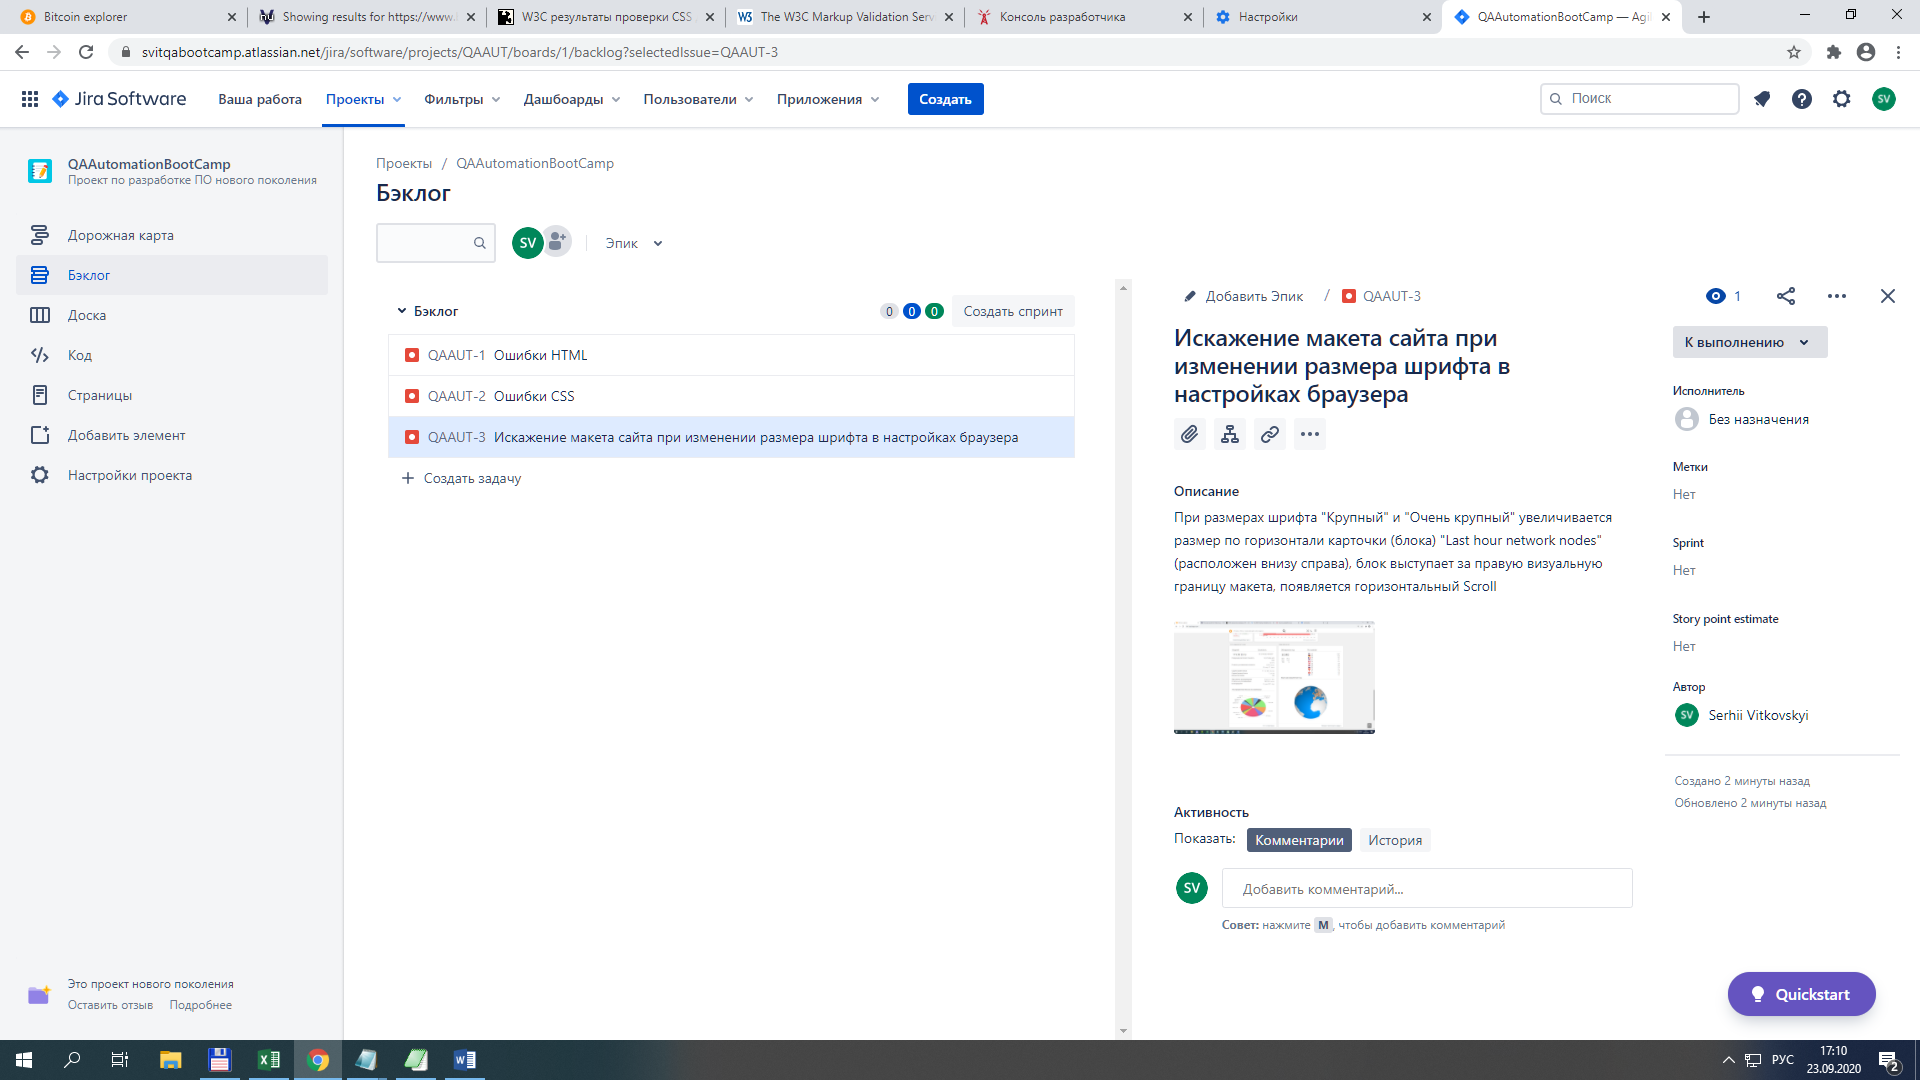 Bitcoin explorer
Showing results for https://www.
W3C результаты проверки CSS
The W3C Markup Validation Serv
Консоль разработчика
Настройки
QAAutomationBootCamp — Agi
svitqabootcamp.atlassian.net/jira/software/projects/QAAUT/boards/1/backlog?selectedIssue=QAAUT-3
Jira Software
Ваша работа
Проекты
Фильтры
Дашбоарды
Пользователи
Приложения
Создать
Поиск
SV
QAAutomationBootCamp
Проект по разработке ПО нового поколения
Дорожная карта
Бэклог
Доска
Код
Страницы
Добавить элемент
Настройки проекта
Это проект нового поколения
Оставить отзыв Подробнее
Проекты / QAAutomationBootCamp
Бэклог
SV
Эпик
Бэклог
0 0 0
Создать спринт
QAAUT-1 Ошибки HTML
QAAUT-2 Ошибки CSS
QAAUT-3 Искажение макета сайта при изменении размера шрифта в настройках браузера
+ Создать задачу
Добавить Эпик / QAAUT-3
1
Искажение макета сайта при
изменении размера шрифта в
настройках браузера
Описание
При размерах шрифта "Крупный" и "Очень крупный" увеличивается
размер по горизонтали карточки (блока) "Last hour network nodes"
(расположен внизу справа), блок выступает за правую визуальную
границу макета, появляется горизонтальный Scroll
Активность
Показать: Комментарии История
SV
Добавить комментарий...
Совет: нажмите M, чтобы добавить комментарий
К выполнению
Исполнитель
Без назначения
Метки
Нет
Sprint
Нет
Story point estimate
Нет
Автор
SV Serhii Vitkovskyi
Создано 2 минуты назад
Обновлено 2 минуты назад
Quickstart
РУС
17:10
23.09.2020
2